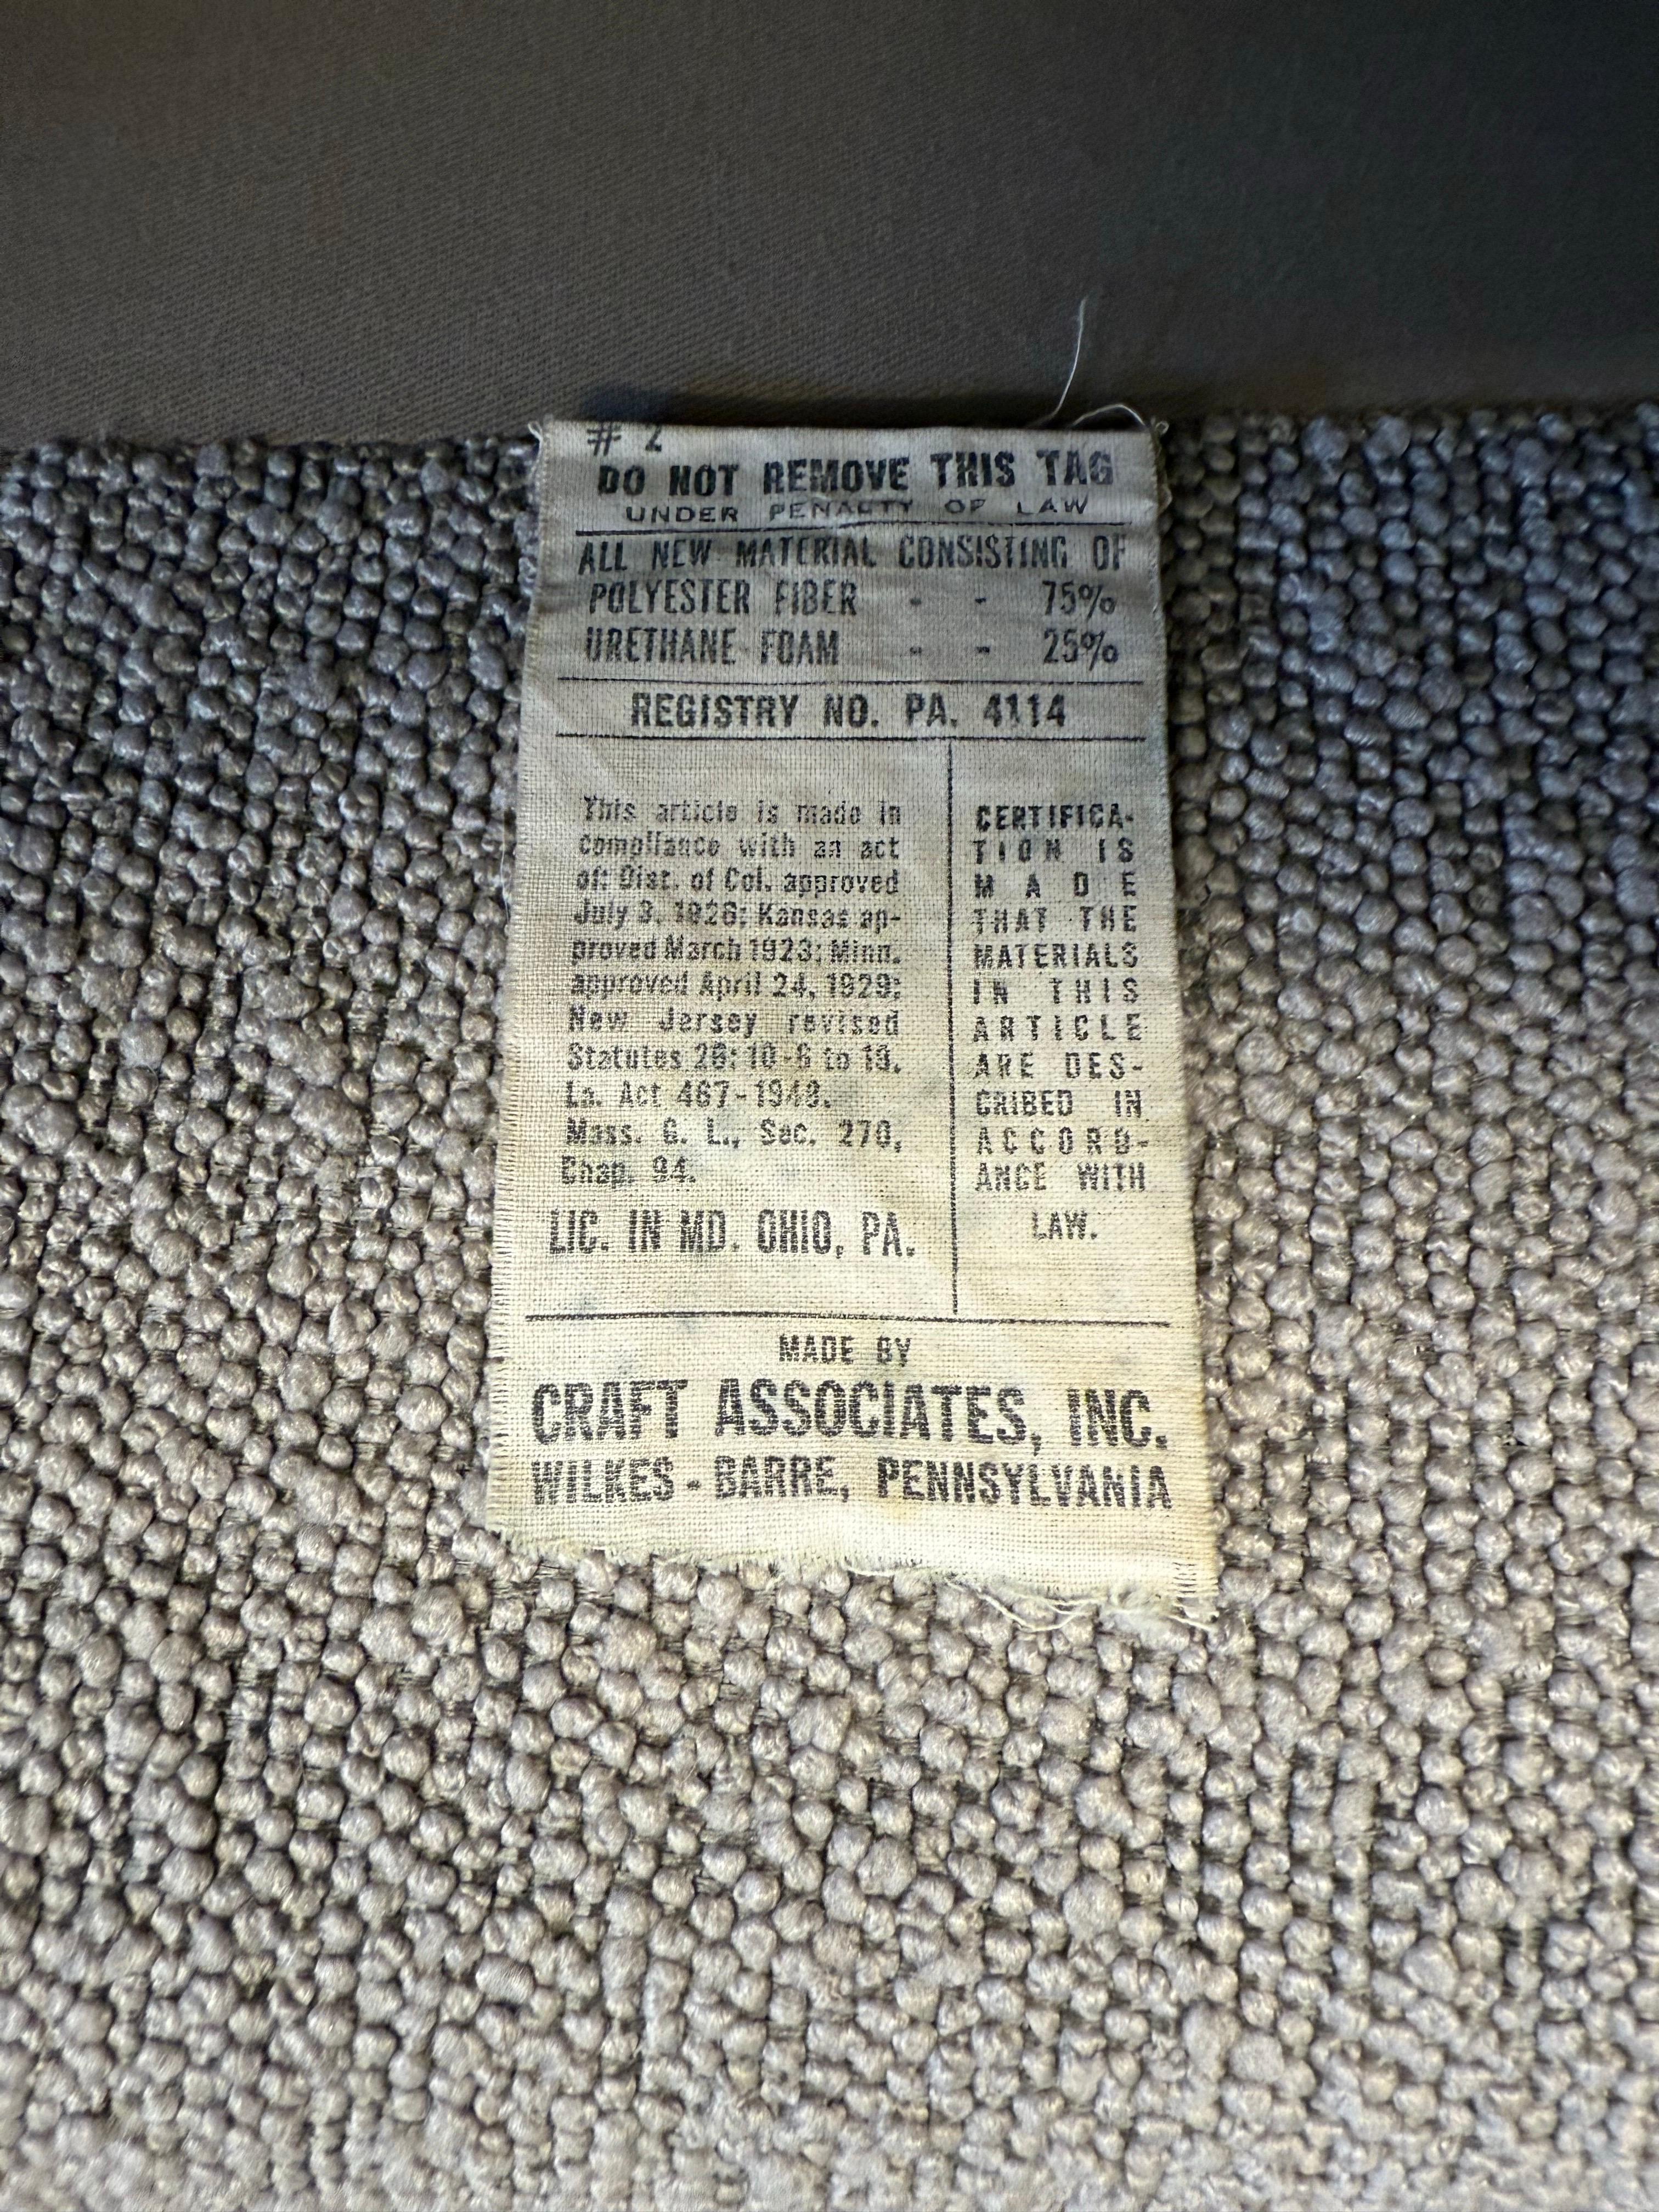 # 2
DO NOT REMOVE THIS TAG
UNDER PENALTY OF LAW
ALL NEW MATERIAL CONSISTING OF
POLYESTER FIBER - - 75%
URETHANE FOAM - - 25%
REGISTRY NO. PA. 4114
This article is made in
compliance with an act
of: Dist. of Col. approved
July 3, 1926; Kansas ap-
proved March 1923; Minn.
approved April 24, 1929;
New Jersey revised
Statutes 26: 10-6 to 18.
La. Act 467-1948.
Mass. G. L., Sec. 270,
Chap. 94.
LIC. IN MD. OHIO, PA.
CERTIFICA-
TION IS
MADE
THAT THE
MATERIALS
IN THIS
ARTICLE
ARE DES-
CRIBED IN
ACCORD-
ANCE WITH
LAW.
MADE BY
CRAFT ASSOCIATES, INC.
WILKES-BARRE, PENNSYLVANIA